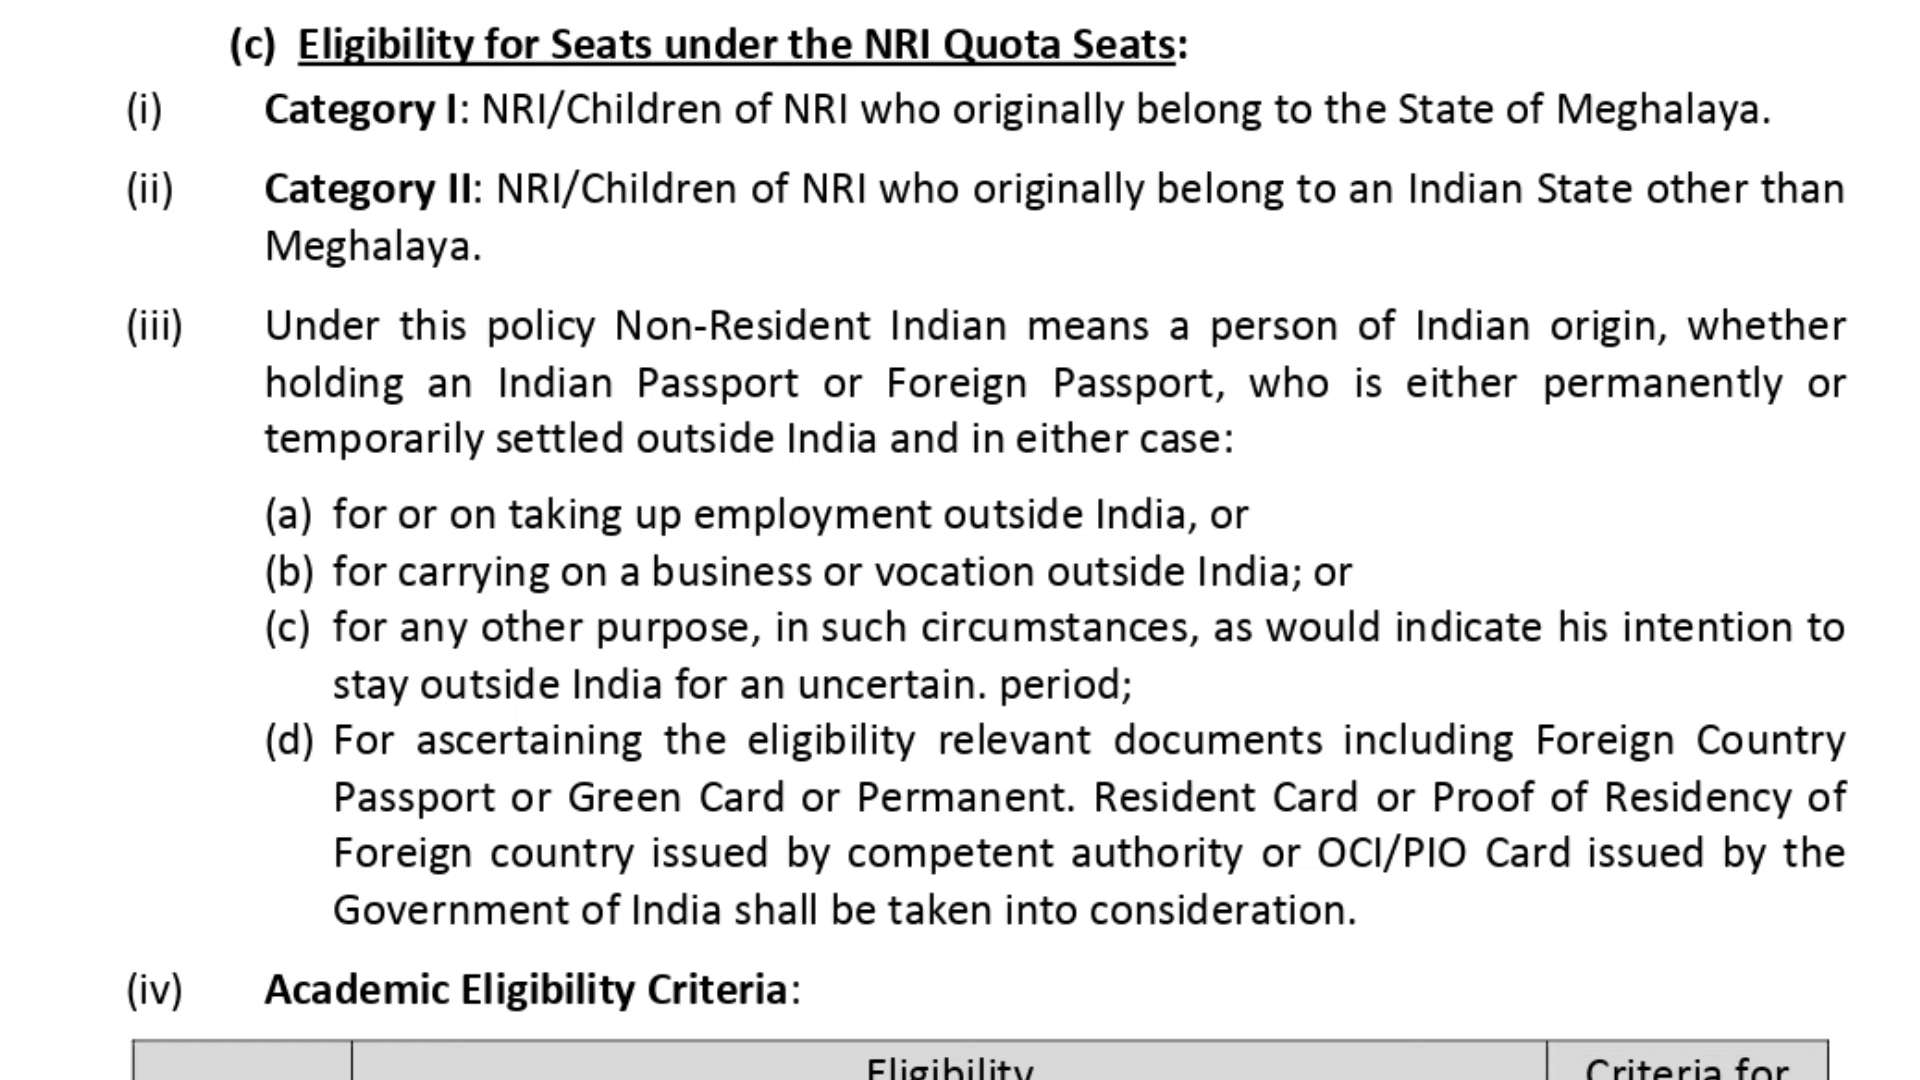 (c) Eligibility for Seats under the NRI Quota Seats:
(i) Category I: NRI/Children of NRI who originally belong to the State of Meghalaya.
(ii) Category II: NRI/Children of NRI who originally belong to an Indian State other than
Meghalaya.
(iii) Under this policy Non-Resident Indian means a person of Indian origin, whether
holding an Indian Passport or Foreign Passport, who is either permanently or
temporarily settled outside India and in either case:
(a) for or on taking up employment outside India, or
(b) for carrying on a business or vocation outside India; or
(c) for any other purpose, in such circumstances, as would indicate his intention to
stay outside India for an uncertain. period;
(d) For ascertaining the eligibility relevant documents including Foreign Country
Passport or Green Card or Permanent. Resident Card or Proof of Residency of
Foreign country issued by competent authority or OCI/PIO Card issued by the
Government of India shall be taken into consideration.
(iv) Academic Eligibility Criteria:
Eligibility Criteria for